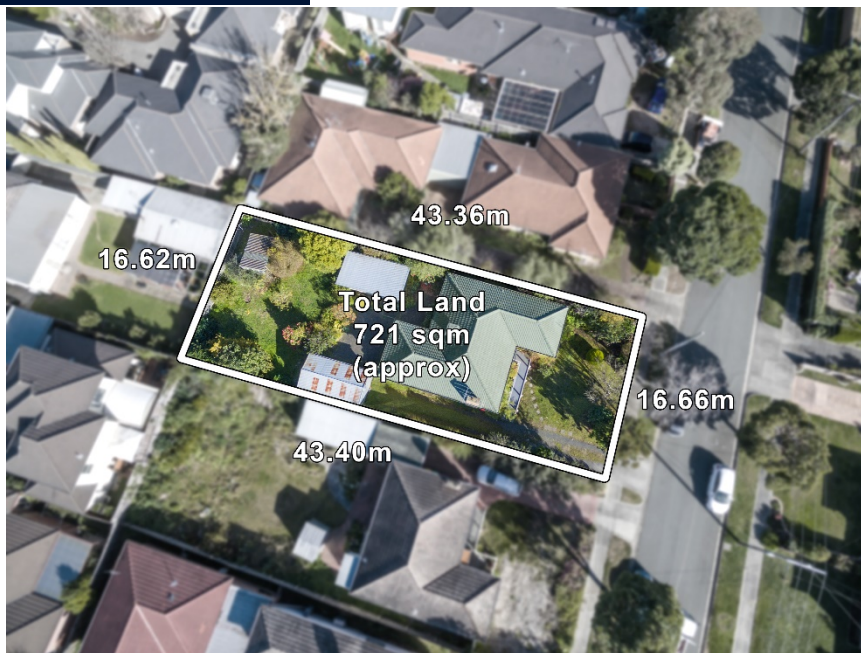 43.36m
16.62m
Total Land
721 sqm
(approx)
16.66m
43.40m